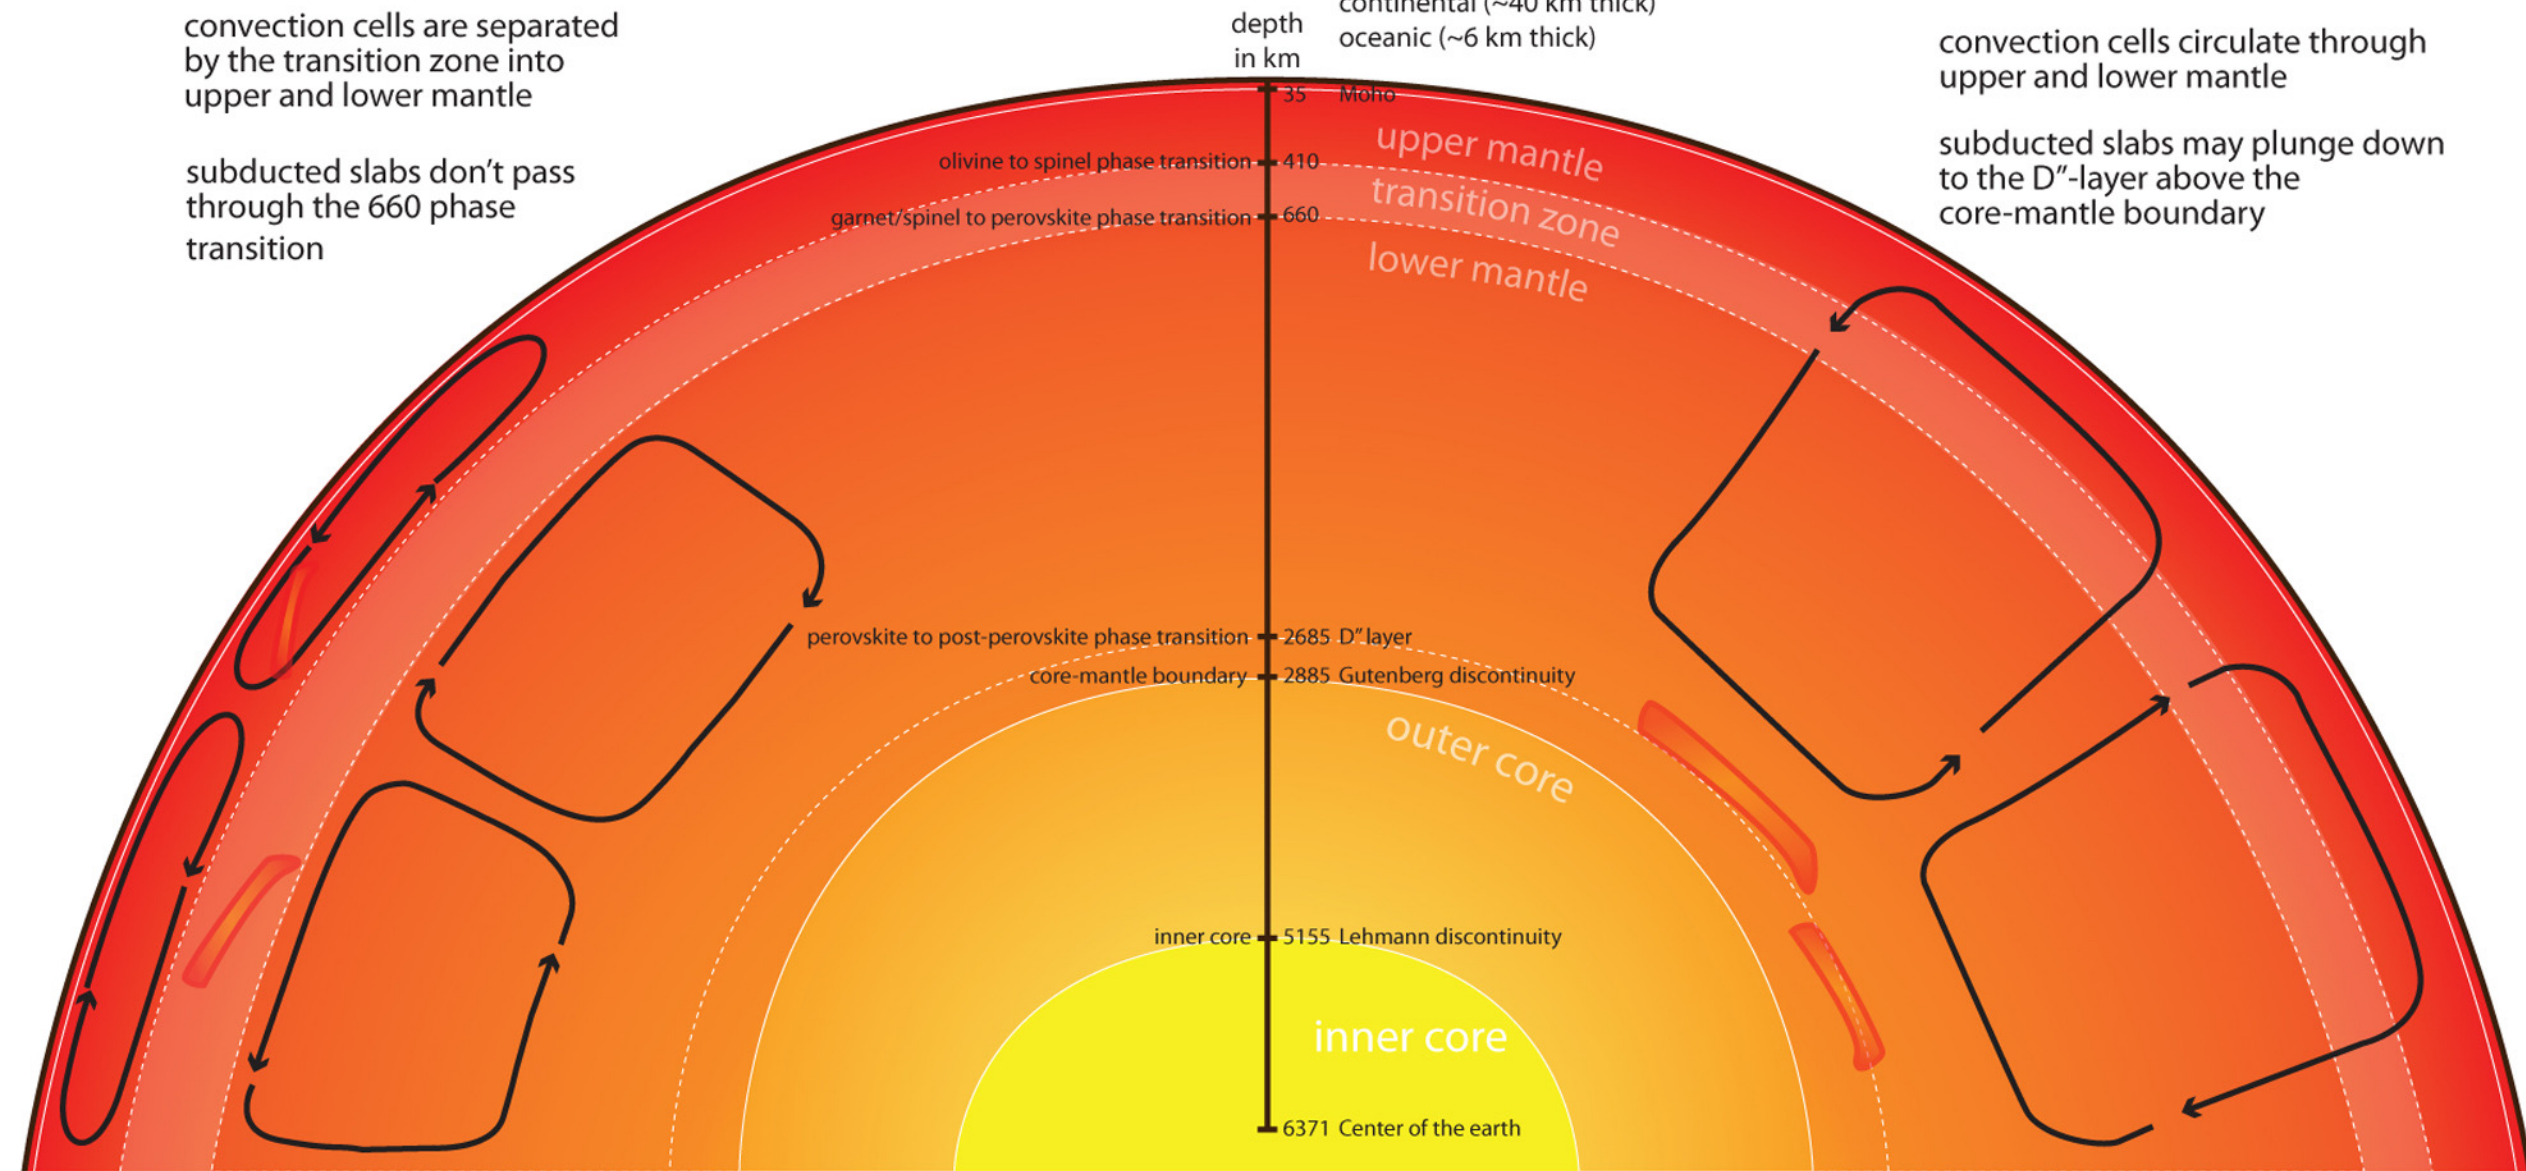 convection cells are separated
by the transition zone into
upper and lower mantle
subducted slabs don't pass
through the 660 phase
transition
depth
in km
continental (~40 km thick)
oceanic (~6 km thick)
convection cells circulate through
upper and lower mantle
subducted slabs may plunge down
to the D”-layer above the
core-mantle boundary
35 Moho
upper mantle
olivine to spinel phase transition 410
transition zone
garnet/spinel to perovskite phase transition 660
lower mantle
perovskite to post-perovskite phase transition 2685 D” layer
core-mantle boundary 2885 Gutenberg discontinuity
outer core
inner core 5155 Lehmann discontinuity
inner core
6371 Center of the earth